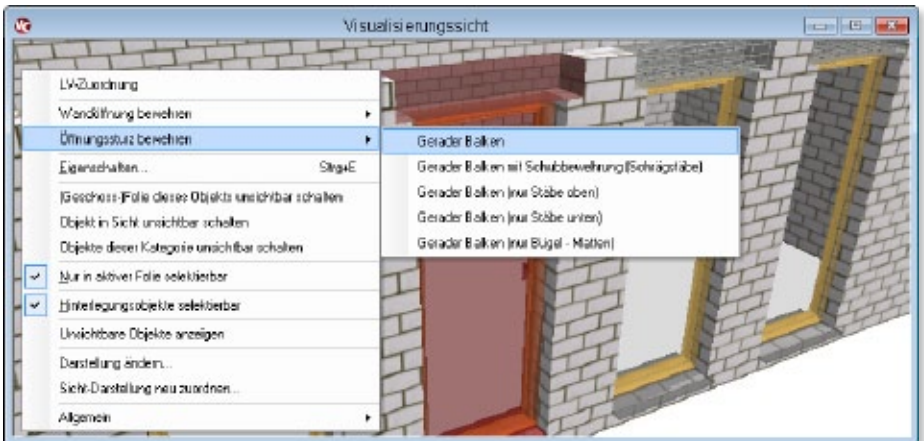 Visualisierungssicht
LV-Zuordnung
Wandöffnung bewehren
Öffnungssturz bewehren
Eigenschaften... Strg+E
(Geschoss-)Folie dieses Objekts unsichtbar schalten
Objekt in Sicht unsichtbar schalten
Objekte dieser Kategorie unsichtbar schalten
Nur in aktiver Folie selektierbar
Hinterlegungsobjekte selektierbar
Unsichtbare Objekte anzeigen
Darstellung ändern...
Sicht-Darstellung neu zuordnen...
Allgemein
Gerader Balken
Gerader Balken mit Schubbewehrung (Schrägstäbe)
Gerader Balken (nur Stäbe oben)
Gerader Balken (nur Stäbe unten)
Gerader Balken (nur Bügel - Matten)